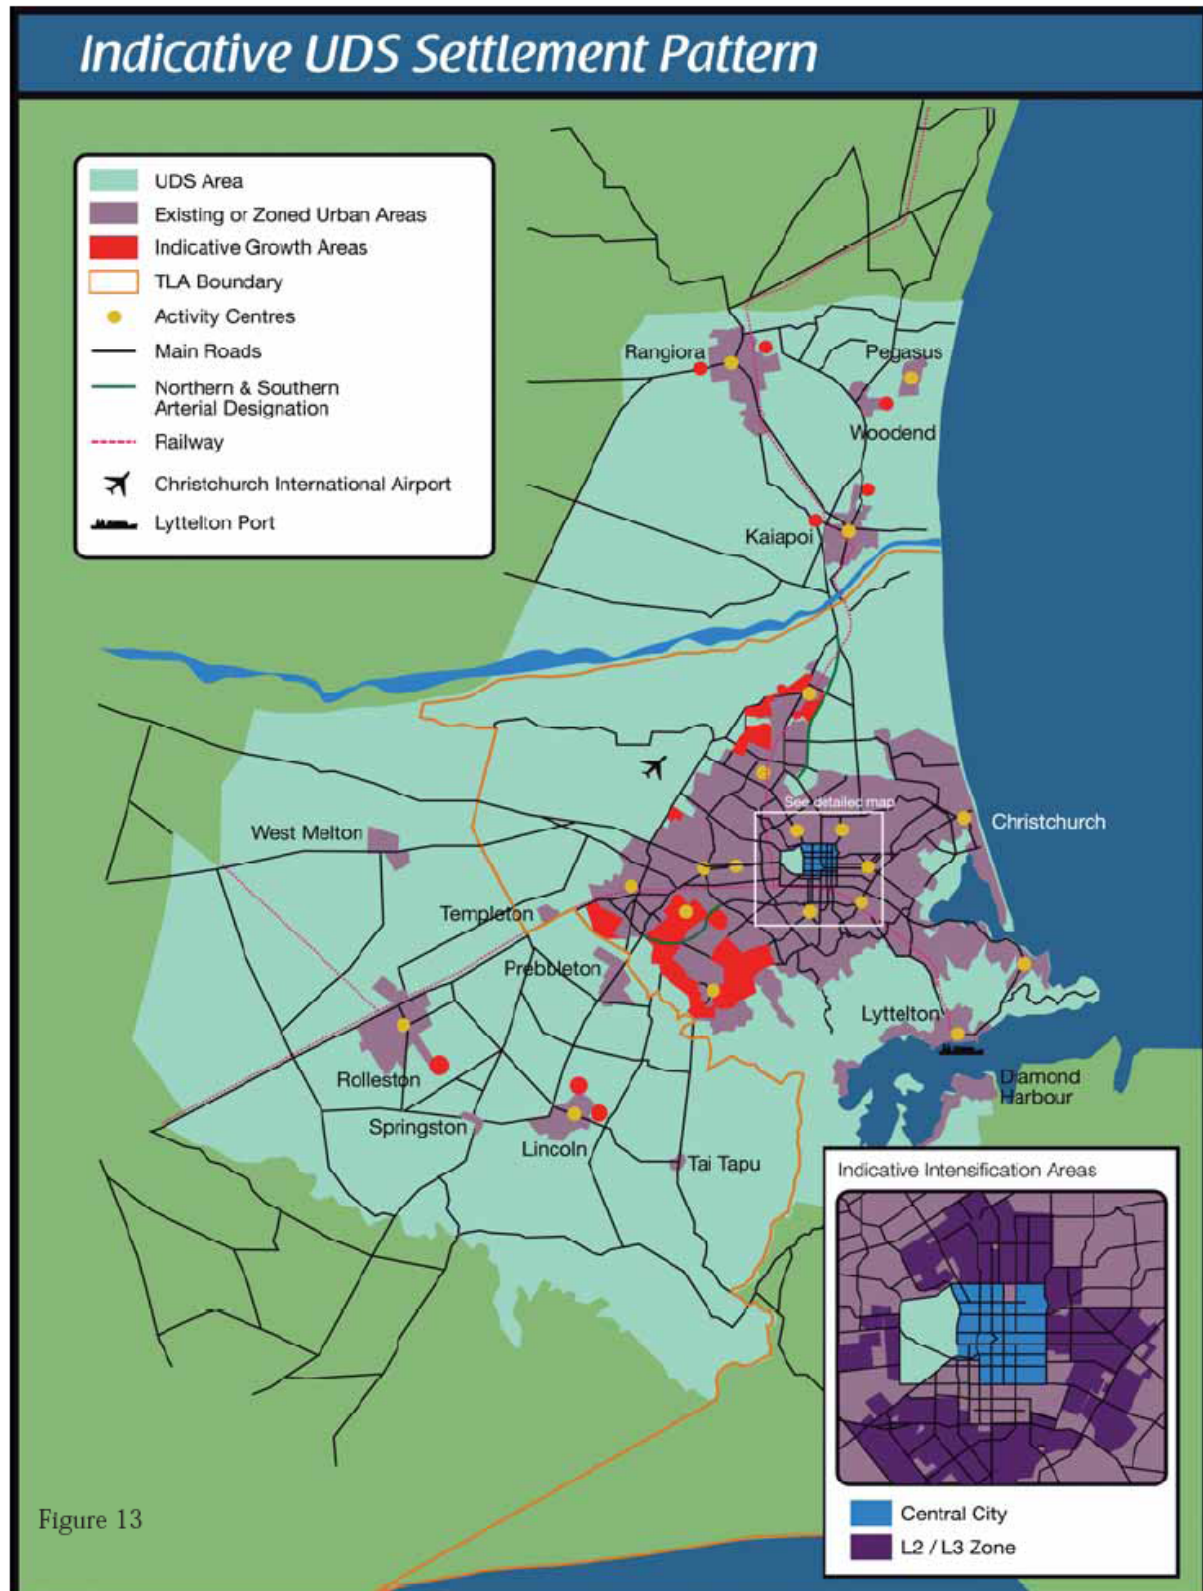 Indicative UDS Settlement Pattern
UDS Area
Existing or Zoned Urban Areas
Indicative Growth Areas
TLA Boundary
Activity Centres
Main Roads
Northern & Southern
Arterial Designation
Railway
Christchurch International Airport
Lyttelton Port
Rangiora
Pegasus
Woodend
Kaiapoi
See detailed map
Christchurch
West Melton
Templeton
Prebbleton
Lyttelton
Rolleston
Diamond
Harbour
Springston
Lincoln
Tai Tapu
Indicative Intensification Areas
Central City
L2 / L3 Zone
Figure 13